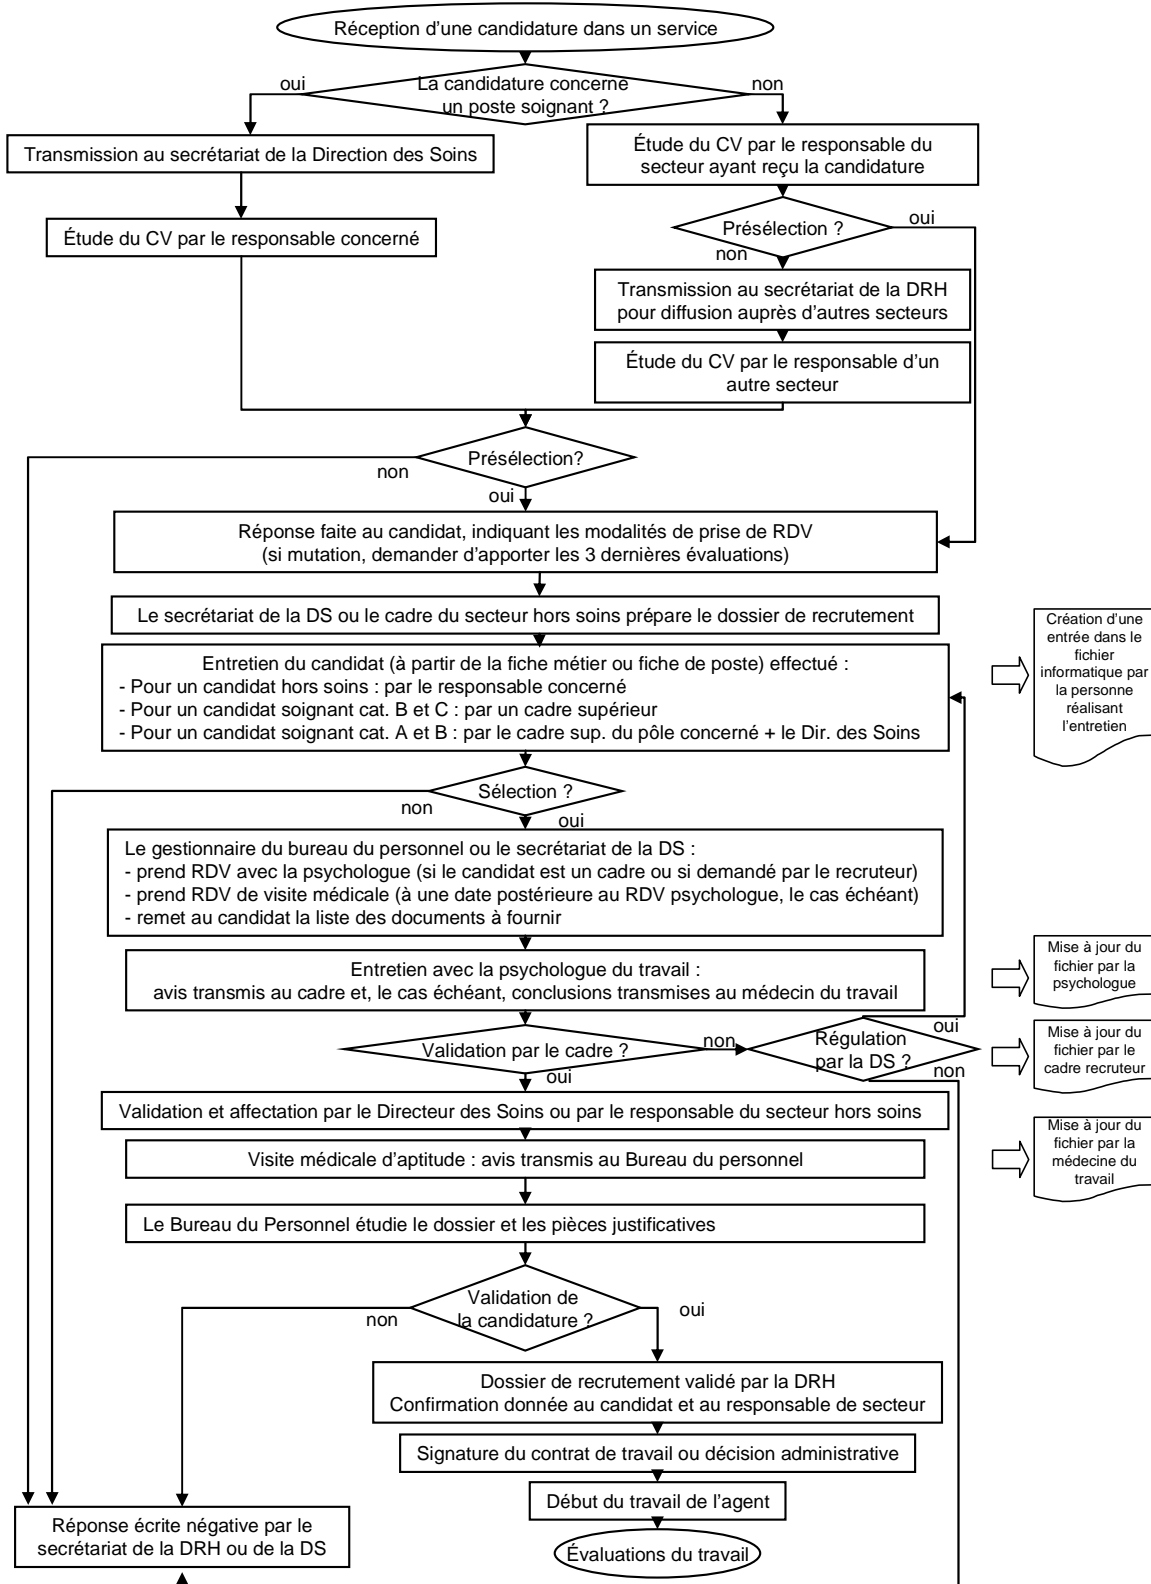 Réception d'une candidature dans un service
La candidature concerne
un poste soignant ?
oui
non
Transmission au secrétariat de la Direction des Soins
Étude du CV par le responsable du
secteur ayant reçu la candidature
Étude du CV par le responsable concerné
Présélection ?
oui
non
Transmission au secrétariat de la DRH
pour diffusion auprès d'autres secteurs
Étude du CV par le responsable d'un
autre secteur
Présélection?
non
oui
Réponse faite au candidat, indiquant les modalités de prise de RDV
(si mutation, demander d'apporter les 3 dernières évaluations)
Le secrétariat de la DS ou le cadre du secteur hors soins prépare le dossier de recrutement
Entretien du candidat (à partir de la fiche métier ou fiche de poste) effectué :
- Pour un candidat hors soins : par le responsable concerné
- Pour un candidat soignant cat. B et C : par un cadre supérieur
- Pour un candidat soignant cat. A et B : par le cadre sup. du pôle concerné + le Dir. des Soins
Création d'une
entrée dans le
fichier
informatique par
la personne
réalisant
l'entretien
Sélection ?
non
oui
Le gestionnaire du bureau du personnel ou le secrétariat de la DS :
- prend RDV avec la psychologue (si le candidat est un cadre ou si demandé par le recruteur)
- prend RDV de visite médicale (à une date postérieure au RDV psychologue, le cas échéant)
- remet au candidat la liste des documents à fournir
Entretien avec la psychologue du travail :
avis transmis au cadre et, le cas échéant, conclusions transmises au médecin du travail
Mise à jour du
fichier par la
psychologue
Validation par le cadre ?
non
oui
Régulation
par la DS ?
oui
non
Mise à jour du
fichier par le
cadre recruteur
Validation et affectation par le Directeur des Soins ou par le responsable du secteur hors soins
Visite médicale d'aptitude : avis transmis au Bureau du personnel
Mise à jour du
fichier par la
médecine du
travail
Le Bureau du Personnel étudie le dossier et les pièces justificatives
Validation de
la candidature ?
non
oui
Dossier de recrutement validé par la DRH
Confirmation donnée au candidat et au responsable de secteur
Signature du contrat de travail ou décision administrative
Début du travail de l'agent
Réponse écrite négative par le
secrétariat de la DRH ou de la DS
Évaluations du travail